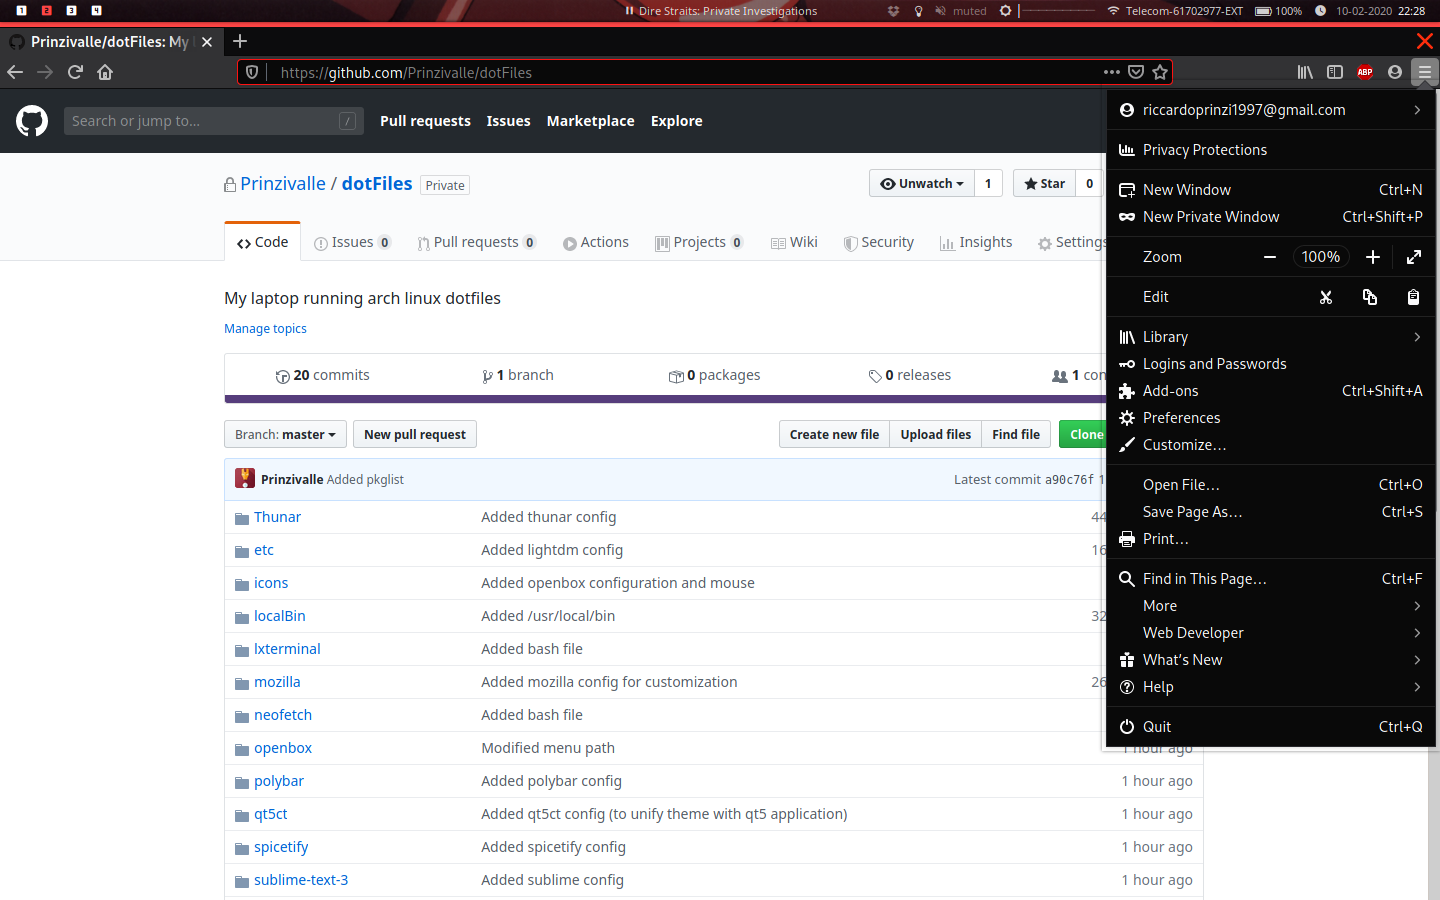 1 2 3 4 Dire Straits: Private Investigations muted Telecom-61702977-EXT 100% 10-02-2020 22:28
Prinzivalle/dotFiles: My
https://github.com/Prinzivalle/dotFiles ABP
Search or jump to... / Pull requests Issues Marketplace Explore
Prinzivalle / dotFiles Private Unwatch 1 Star 0
Code Issues 0 Pull requests 0 Actions Projects 0 Wiki Security Insights Settings
My laptop running arch linux dotfiles
Manage topics
20 commits 1 branch 0 packages 0 releases 1 con
Branch: master New pull request Create new file Upload files Find file Clone
Prinzivalle Added pkglist Latest commit a90c76f 1
Thunar Added thunar config 44
etc Added lightdm config 16
icons Added openbox configuration and mouse
localBin Added /usr/local/bin 32
lxterminal Added bash file
mozilla Added mozilla config for customization 26
neofetch Added bash file
openbox Modified menu path 1 hour ago
polybar Added polybar config 1 hour ago
qt5ct Added qt5ct config (to unify theme with qt5 application) 1 hour ago
spicetify Added spicetify config 1 hour ago
sublime-text-3 Added sublime config 1 hour ago
riccardoprinzi1997@gmail.com
Privacy Protections
New Window Ctrl+N
New Private Window Ctrl+Shift+P
Zoom 100%
Edit
Library
Logins and Passwords
Add-ons Ctrl+Shift+A
Preferences
Customize...
Open File... Ctrl+O
Save Page As... Ctrl+S
Print...
Find in This Page... Ctrl+F
More
Web Developer
What's New
Help
Quit Ctrl+Q